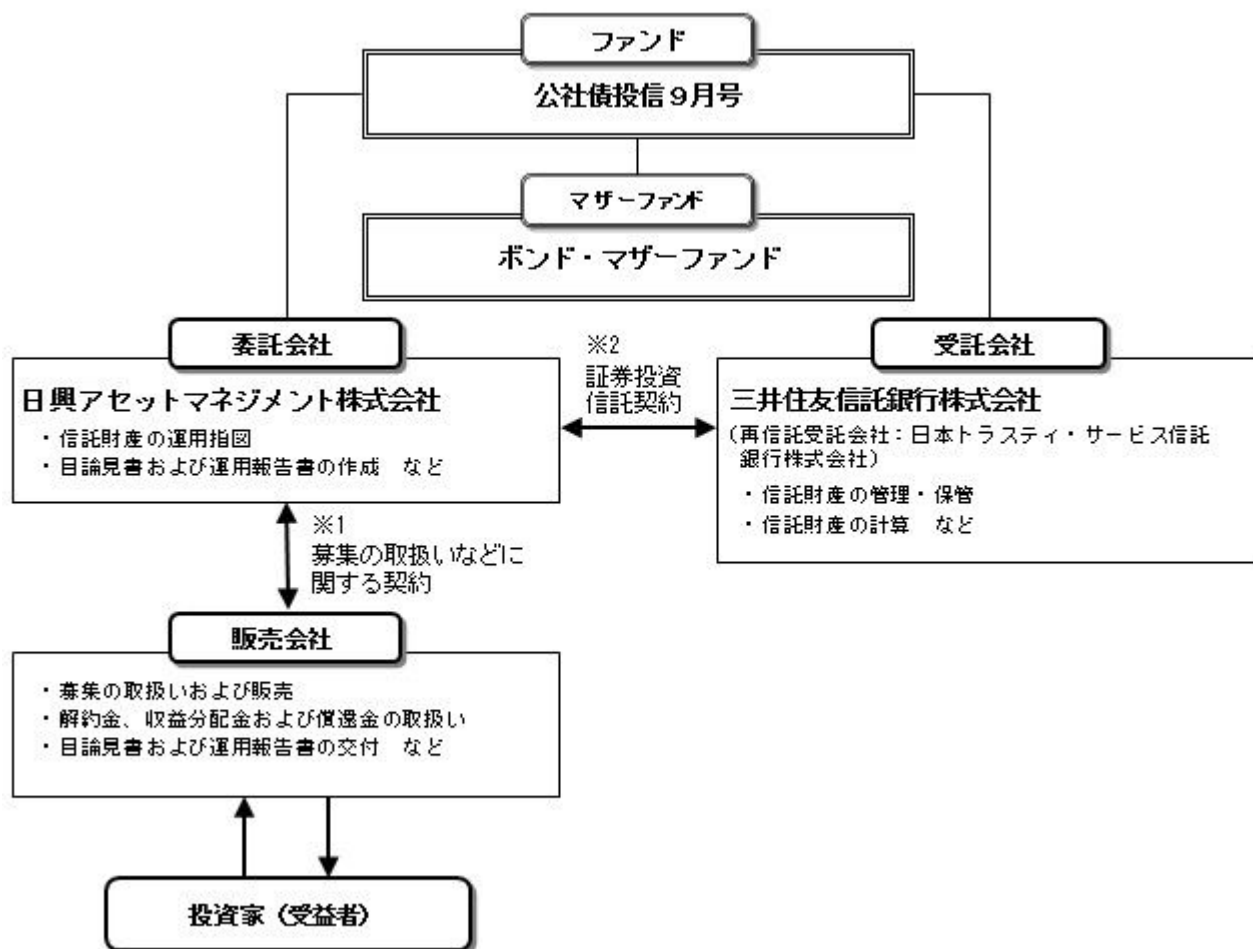 ファンド
公社債投信9月号
マザーファンド
ボンド・マザーファンド
委託会社
日興アセットマネジメント株式会社
・信託財産の運用指図
・目論見書および運用報告書の作成　など
※2
証券投資
信託契約
受託会社
三井住友信託銀行株式会社
(再信託受託会社：日本トラスティ・サービス信託
銀行株式会社)
・信託財産の管理・保管
・信託財産の計算　など
※1
募集の取扱いなどに
関する契約
販売会社
・募集の取扱いおよび販売
・解約金、収益分配金および償還金の取扱い
・目論見書および運用報告書の交付　など
投資家（受益者）